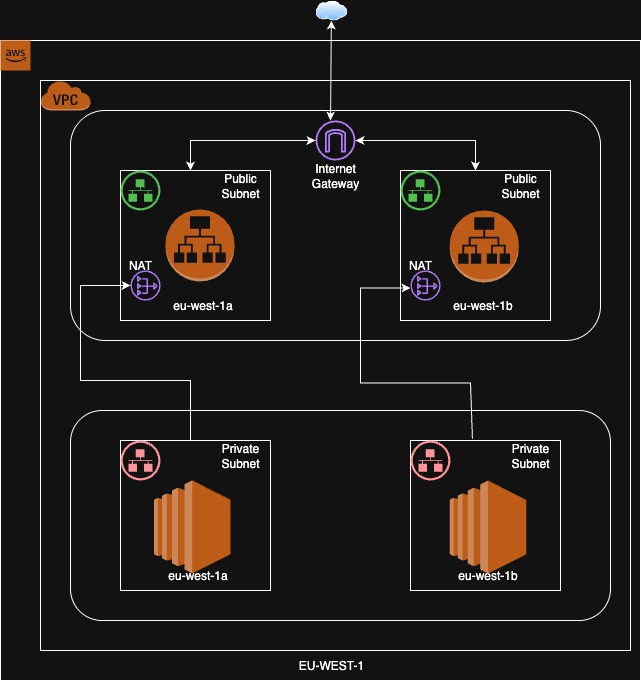 aws
VPC
Internet
Gateway
Public
Subnet
NAT
eu-west-1a
Public
Subnet
NAT
eu-west-1b
Private
Subnet
eu-west-1a
Private
Subnet
eu-west-1b
EU-WEST-1